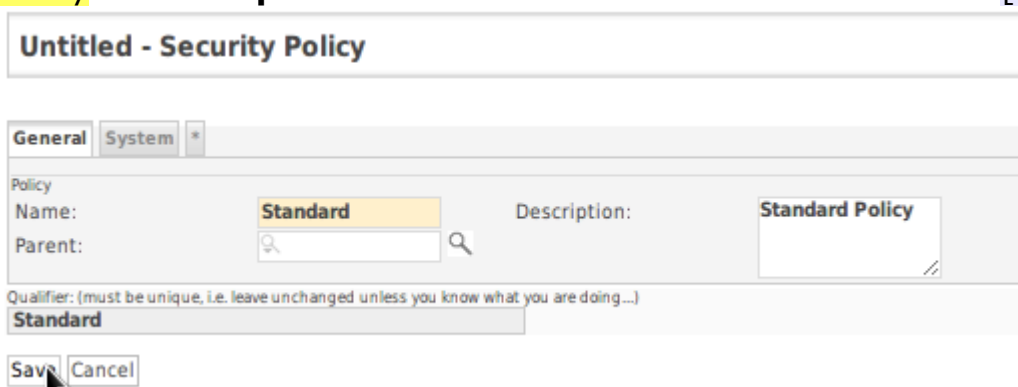 Untitled - Security Policy
General System *
Policy
Name: Standard Description: Standard Policy
Parent:
Qualifier: (must be unique, i.e. leave unchanged unless you know what you are doing...)
Standard
Save Cancel